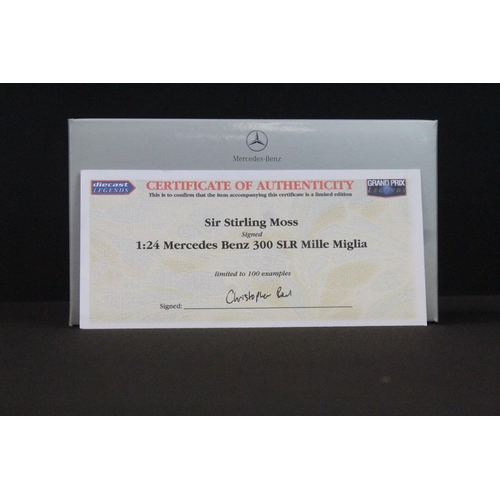 Mercedes-Benz
diecast
LEGENDS
CERTIFICATE OF AUTHENTICITY
GRAND PRIX
LEGENDS
This is to confirm that the item accompanying this certificate is a limited edition
Sir Stirling Moss
Signed
1:24 Mercedes Benz 300 SLR Mille Miglia
limited to 100 examples
Christopher
Signed: